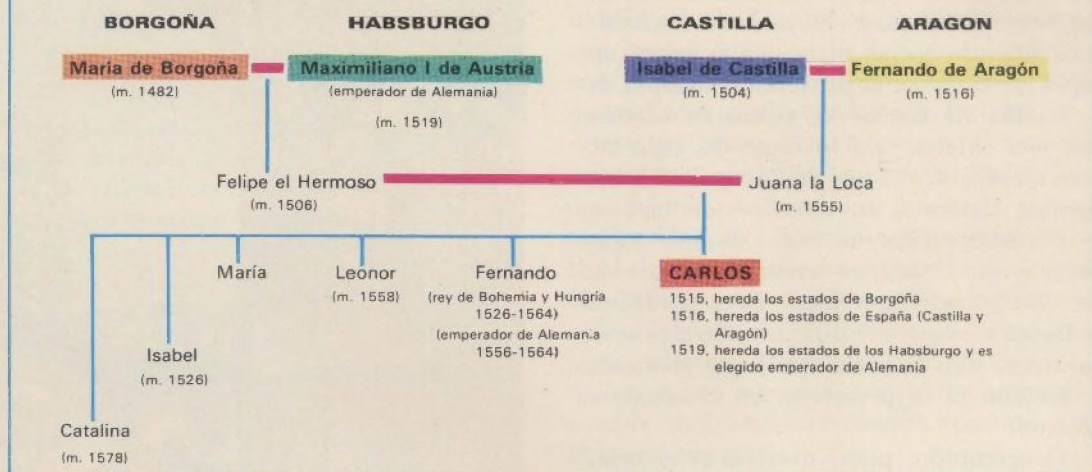 BORGOÑA HABSBURGO CASTILLA ARAGON
Maria de Borgoña Maximiliano I de Austria Isabel de Castilla Fernando de Aragón
(m. 1482) (emperador de Alemania) (m. 1504) (m. 1516)
(m. 1519)
Felipe el Hermoso Juana la Loca
(m. 1506) (m. 1555)
María Leonor Fernando CARLOS
(m. 1558) (rey de Bohemia y Hungría
1526-1564)
(emperador de Alemania
1556-1564)
1515, hereda los estados de Borgoña
1516, hereda los estados de España (Castilla y
Aragón)
1519, hereda los estados de los Habsburgo y es
elegido emperador de Alemania
Isabel
(m. 1526)
Catalina
(m. 1578)